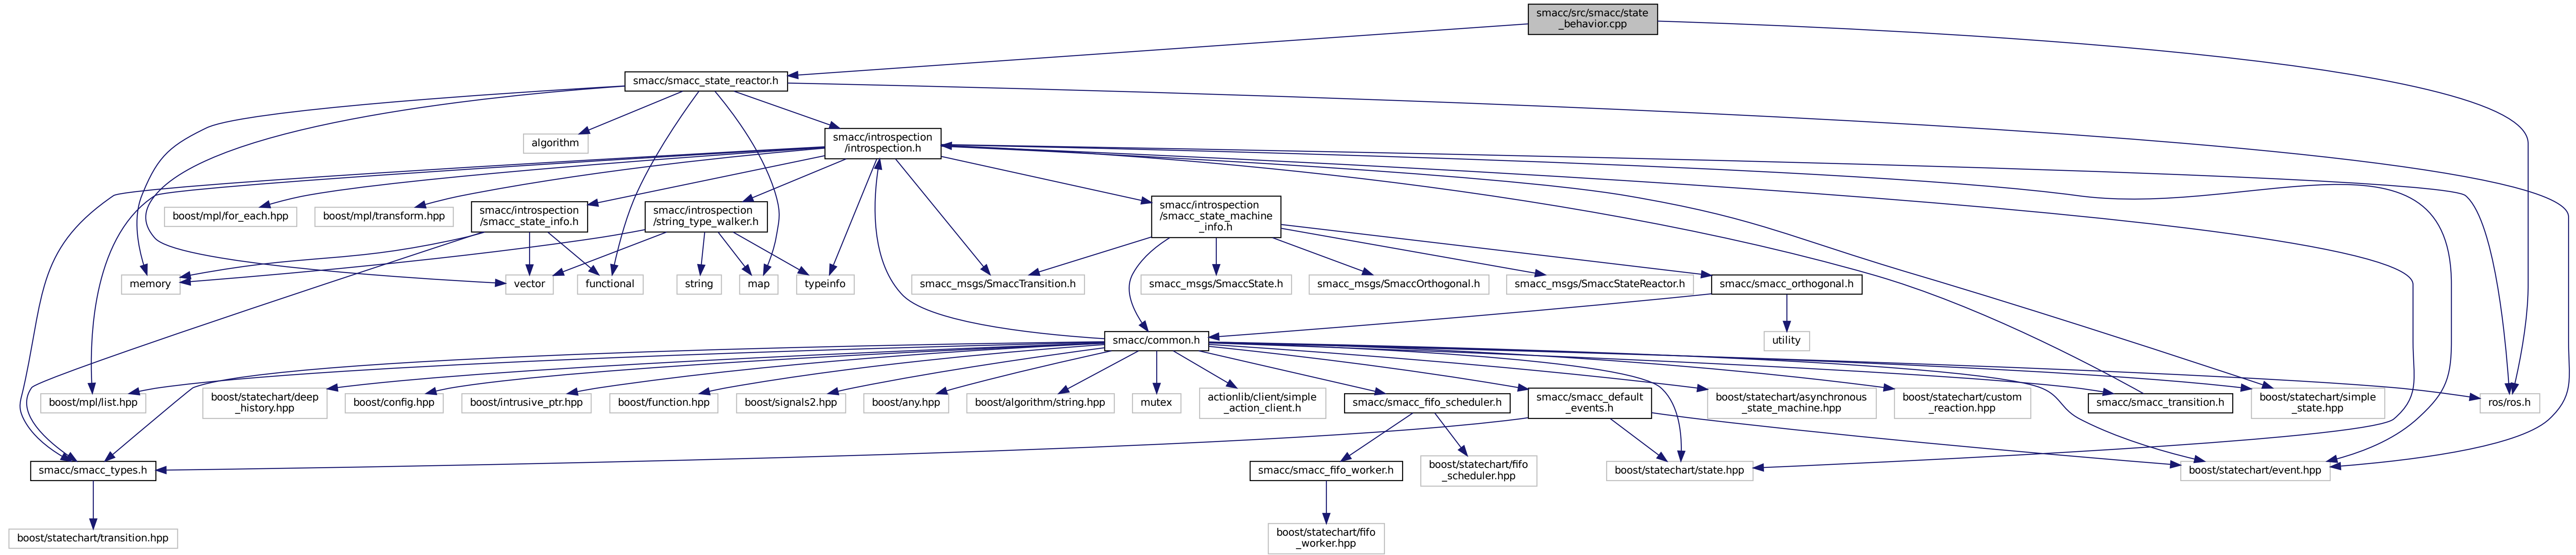 smacc/src/smacc/state
_behavior.cpp
smacc/smacc_state_reactor.h
algorithm
smacc/introspection
/introspection.h
boost/mpl/for_each.hpp
boost/mpl/transform.hpp
smacc/introspection
/smacc_state_info.h
smacc/introspection
/string_type_walker.h
smacc/introspection
/smacc_state_machine
_info.h
memory
vector
functional
string
map
typeinfo
smacc_msgs/SmaccTransition.h
smacc_msgs/SmaccState.h
smacc_msgs/SmaccOrthogonal.h
smacc_msgs/SmaccStateReactor.h
smacc/smacc_orthogonal.h
smacc/common.h
utility
boost/mpl/list.hpp
boost/statechart/deep
_history.hpp
boost/config.hpp
boost/intrusive_ptr.hpp
boost/function.hpp
boost/signals2.hpp
boost/any.hpp
boost/algorithm/string.hpp
mutex
actionlib/client/simple
_action_client.h
smacc/smacc_fifo_scheduler.h
smacc/smacc_default
_events.h
boost/statechart/asynchronous
_state_machine.hpp
boost/statechart/custom
_reaction.hpp
smacc/smacc_transition.h
boost/statechart/simple
_state.hpp
ros/ros.h
smacc/smacc_types.h
smacc/smacc_fifo_worker.h
boost/statechart/fifo
_scheduler.hpp
boost/statechart/state.hpp
boost/statechart/event.hpp
boost/statechart/transition.hpp
boost/statechart/fifo
_worker.hpp